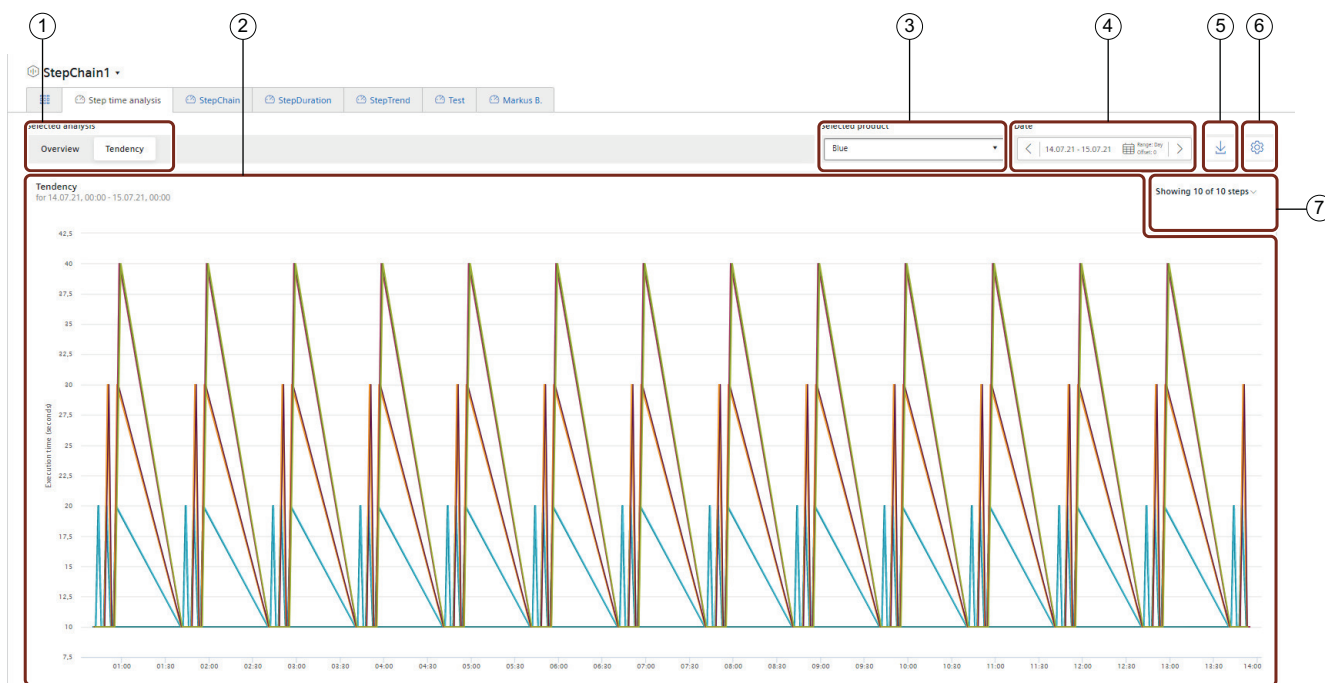 1 2 3 4 5 6
StepChain1
Step time analysis StepChain StepDuration StepTrend Test Markus B.
Selected analysis Selected product Date
Overview Tendency Blue 14.07.21 - 15.07.21 Range: Day
Offset: 0
Tendency Showing 10 of 10 steps
for 14.07.21, 00:00 - 15.07.21, 00:00
7
42,5
40
37,5
35
32,5
30
27,5
25
22,5
20
17,5
15
12,5
10
7,5
Execution time (seconds)
01:00 01:30 02:00 02:30 03:00 03:30 04:00 04:30 05:00 05:30 06:00 06:30 07:00 07:30 08:00 08:30 09:00 09:30 10:00 10:30 11:00 11:30 12:00 12:30 13:00 13:30 14:00